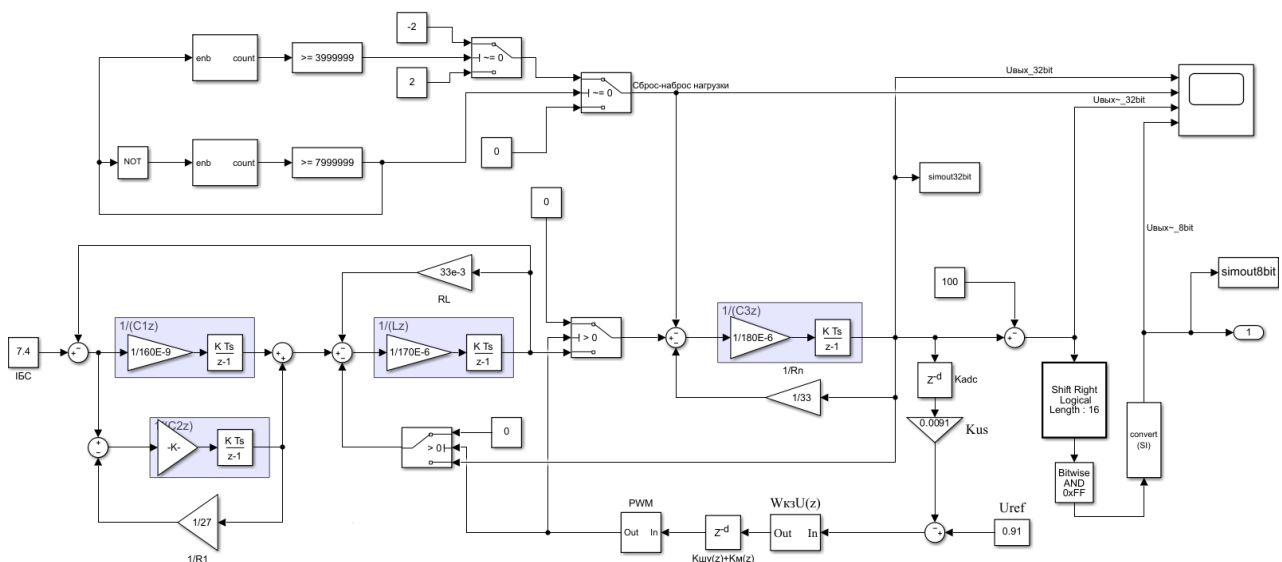 -2
enb
count
>= 3999999
~= 0
2
Сброс-наброс нагрузки
~= 0
Uвых_32bit
Uвых~_32bit
0
NOT
enb
count
>= 7999999
simout32bit
0
Uвых~_8bit
33e-3
RL
simout8bit
100
7.4
IБС
1/(C1z)
1/160E-9
K Ts
z-1
1/(Lz)
1/170E-6
K Ts
z-1
> 0
1/(C3z)
1/180E-6
K Ts
z-1
1/Rn
1/33
1
Z-d
Kadc
0.0091
Kus
Shift Right
Logical
Length : 16
convert
(SI)
Bitwise
AND
0xFF
-K-
K Ts
z-1
0
> 0
1/27
1/R1
PWM
Out
In
Z-d
Kшу(z)+Kм(z)
WкзU(z)
Out
In
Uref
0.91